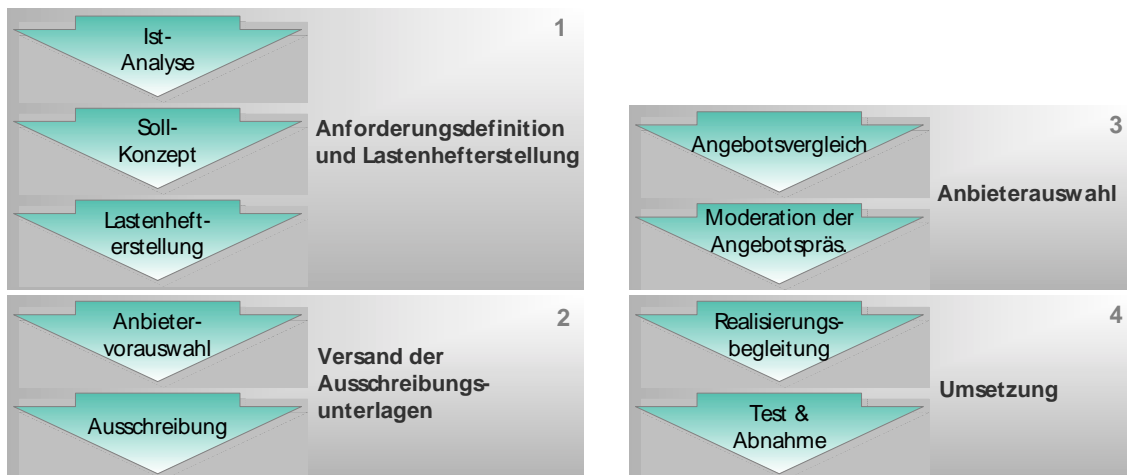 1
Ist-
Analyse
Soll-
Konzept
Lastenheft-
erstellung
Anforderungsdefinition
und Lastenhefterstellung
2
Anbieter-
vorauswahl
Ausschreibung
Versand der
Ausschreibungs-
unterlagen
3
Angebotsvergleich
Moderation der
Angebotspräs.
Anbieterauswahl
4
Realisierungs-
begleitung
Test &
Abnahme
Umsetzung